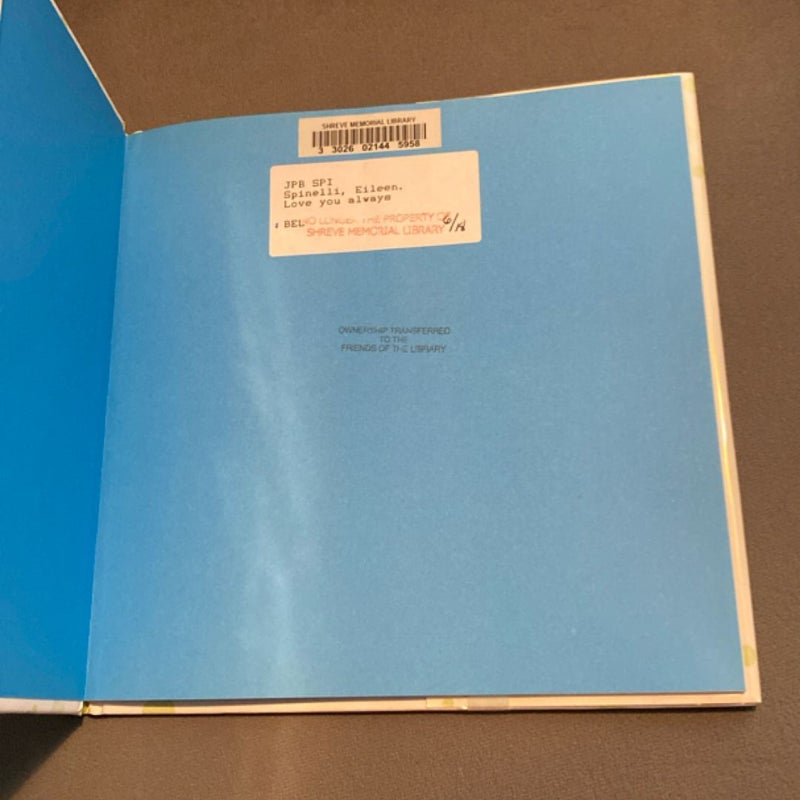 SHREVE MEMORIAL LIBRARY
3 3026 02144 5958
JPB SPI
Spinelli, Eileen.
Love you always
: BEL
NO LONGER THE PROPERTY OF
SHREVE MEMORIAL LIBRARY
OWNERSHIP TRANSFERRED
TO THE
FRIENDS OF THE LIBRARY